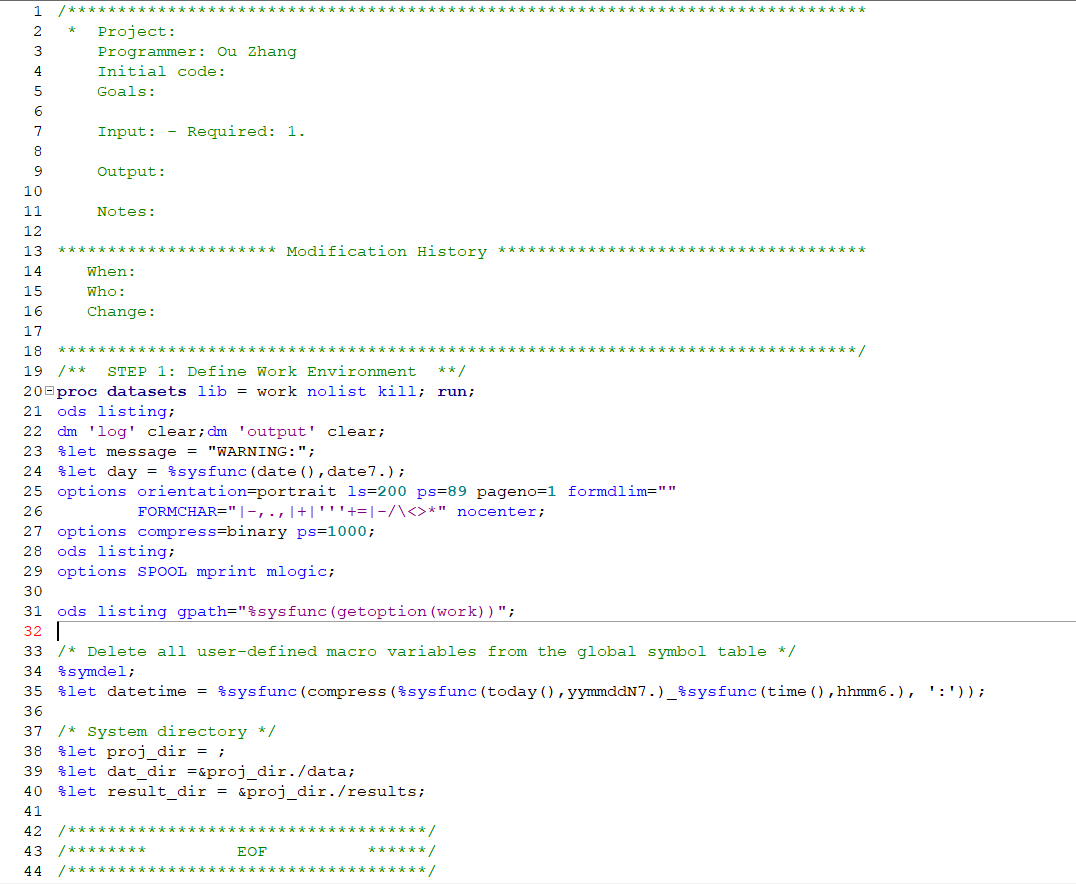 1 /********************************************************************************
2 * Project:
3 Programmer: Ou Zhang
4 Initial code:
5 Goals:
6
7 Input: - Required: 1.
8
9 Output:
10
11 Notes:
12
13 ********************** Modification History *************************************
14 When:
15 Who:
16 Change:
17
18 ********************************************************************************/
19 /** STEP 1: Define Work Environment **/
20 proc datasets lib = work nolist kill; run;
21 ods listing;
22 dm 'log' clear;dm 'output' clear;
23 %let message = "WARNING:";
24 %let day = %sysfunc(date(),date7.);
25 options orientation=portrait ls=200 ps=89 pageno=1 formdlim=""
26 FORMCHAR="|-,.,|+|'''+=|-/\<>*" nocenter;
27 options compress=binary ps=1000;
28 ods listing;
29 options SPOOL mprint mlogic;
30
31 ods listing gpath="%sysfunc(getoption(work))";
32
33 /* Delete all user-defined macro variables from the global symbol table */
34 %symdel;
35 %let datetime = %sysfunc(compress(%sysfunc(today(),yymmddN7.)_%sysfunc(time(),hhmm6.), ':'));
36
37 /* System directory */
38 %let proj_dir = ;
39 %let dat_dir =&proj_dir./data;
40 %let result_dir = &proj_dir./results;
41
42 /************************************/
43 /******** EOF ******/
44 /************************************/